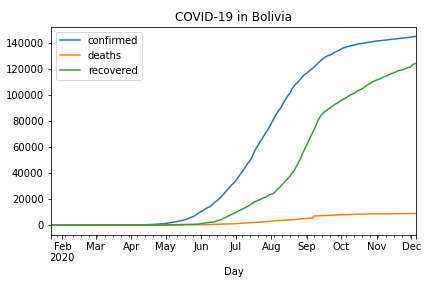 COVID-19 in Bolivia
140000
120000
100000
80000
60000
40000
20000
0
confirmed
deaths
recovered
Feb Mar Apr May Jun Jul Aug Sep Oct Nov Dec
2020
Day